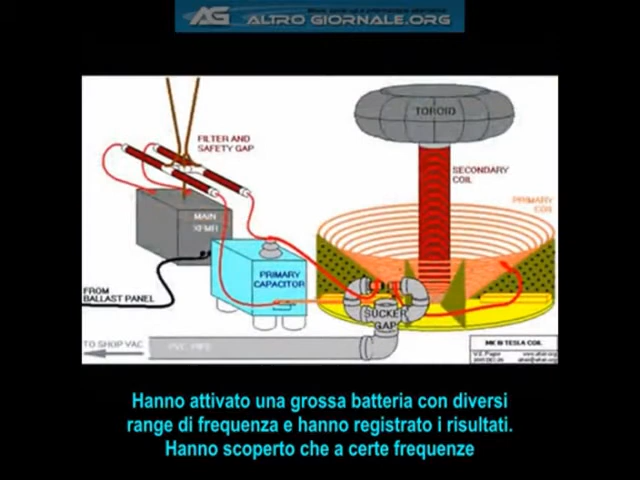 AG ALTRO GIORNALE.ORG
TOROID
FILTER AND
SAFETY GAP
SECONDARY
COIL
PRIMARY
COIL
MAIN
XFMR
PRIMARY
CAPACITOR
FROM
BALLAST PANEL
SUCKER
GAP
TO SHOP VAC
PVC PIPE
MK III TESLA COIL
Hanno attivato una grossa batteria con diversi
range di frequenza e hanno registrato i risultati.
Hanno scoperto che a certe frequenze